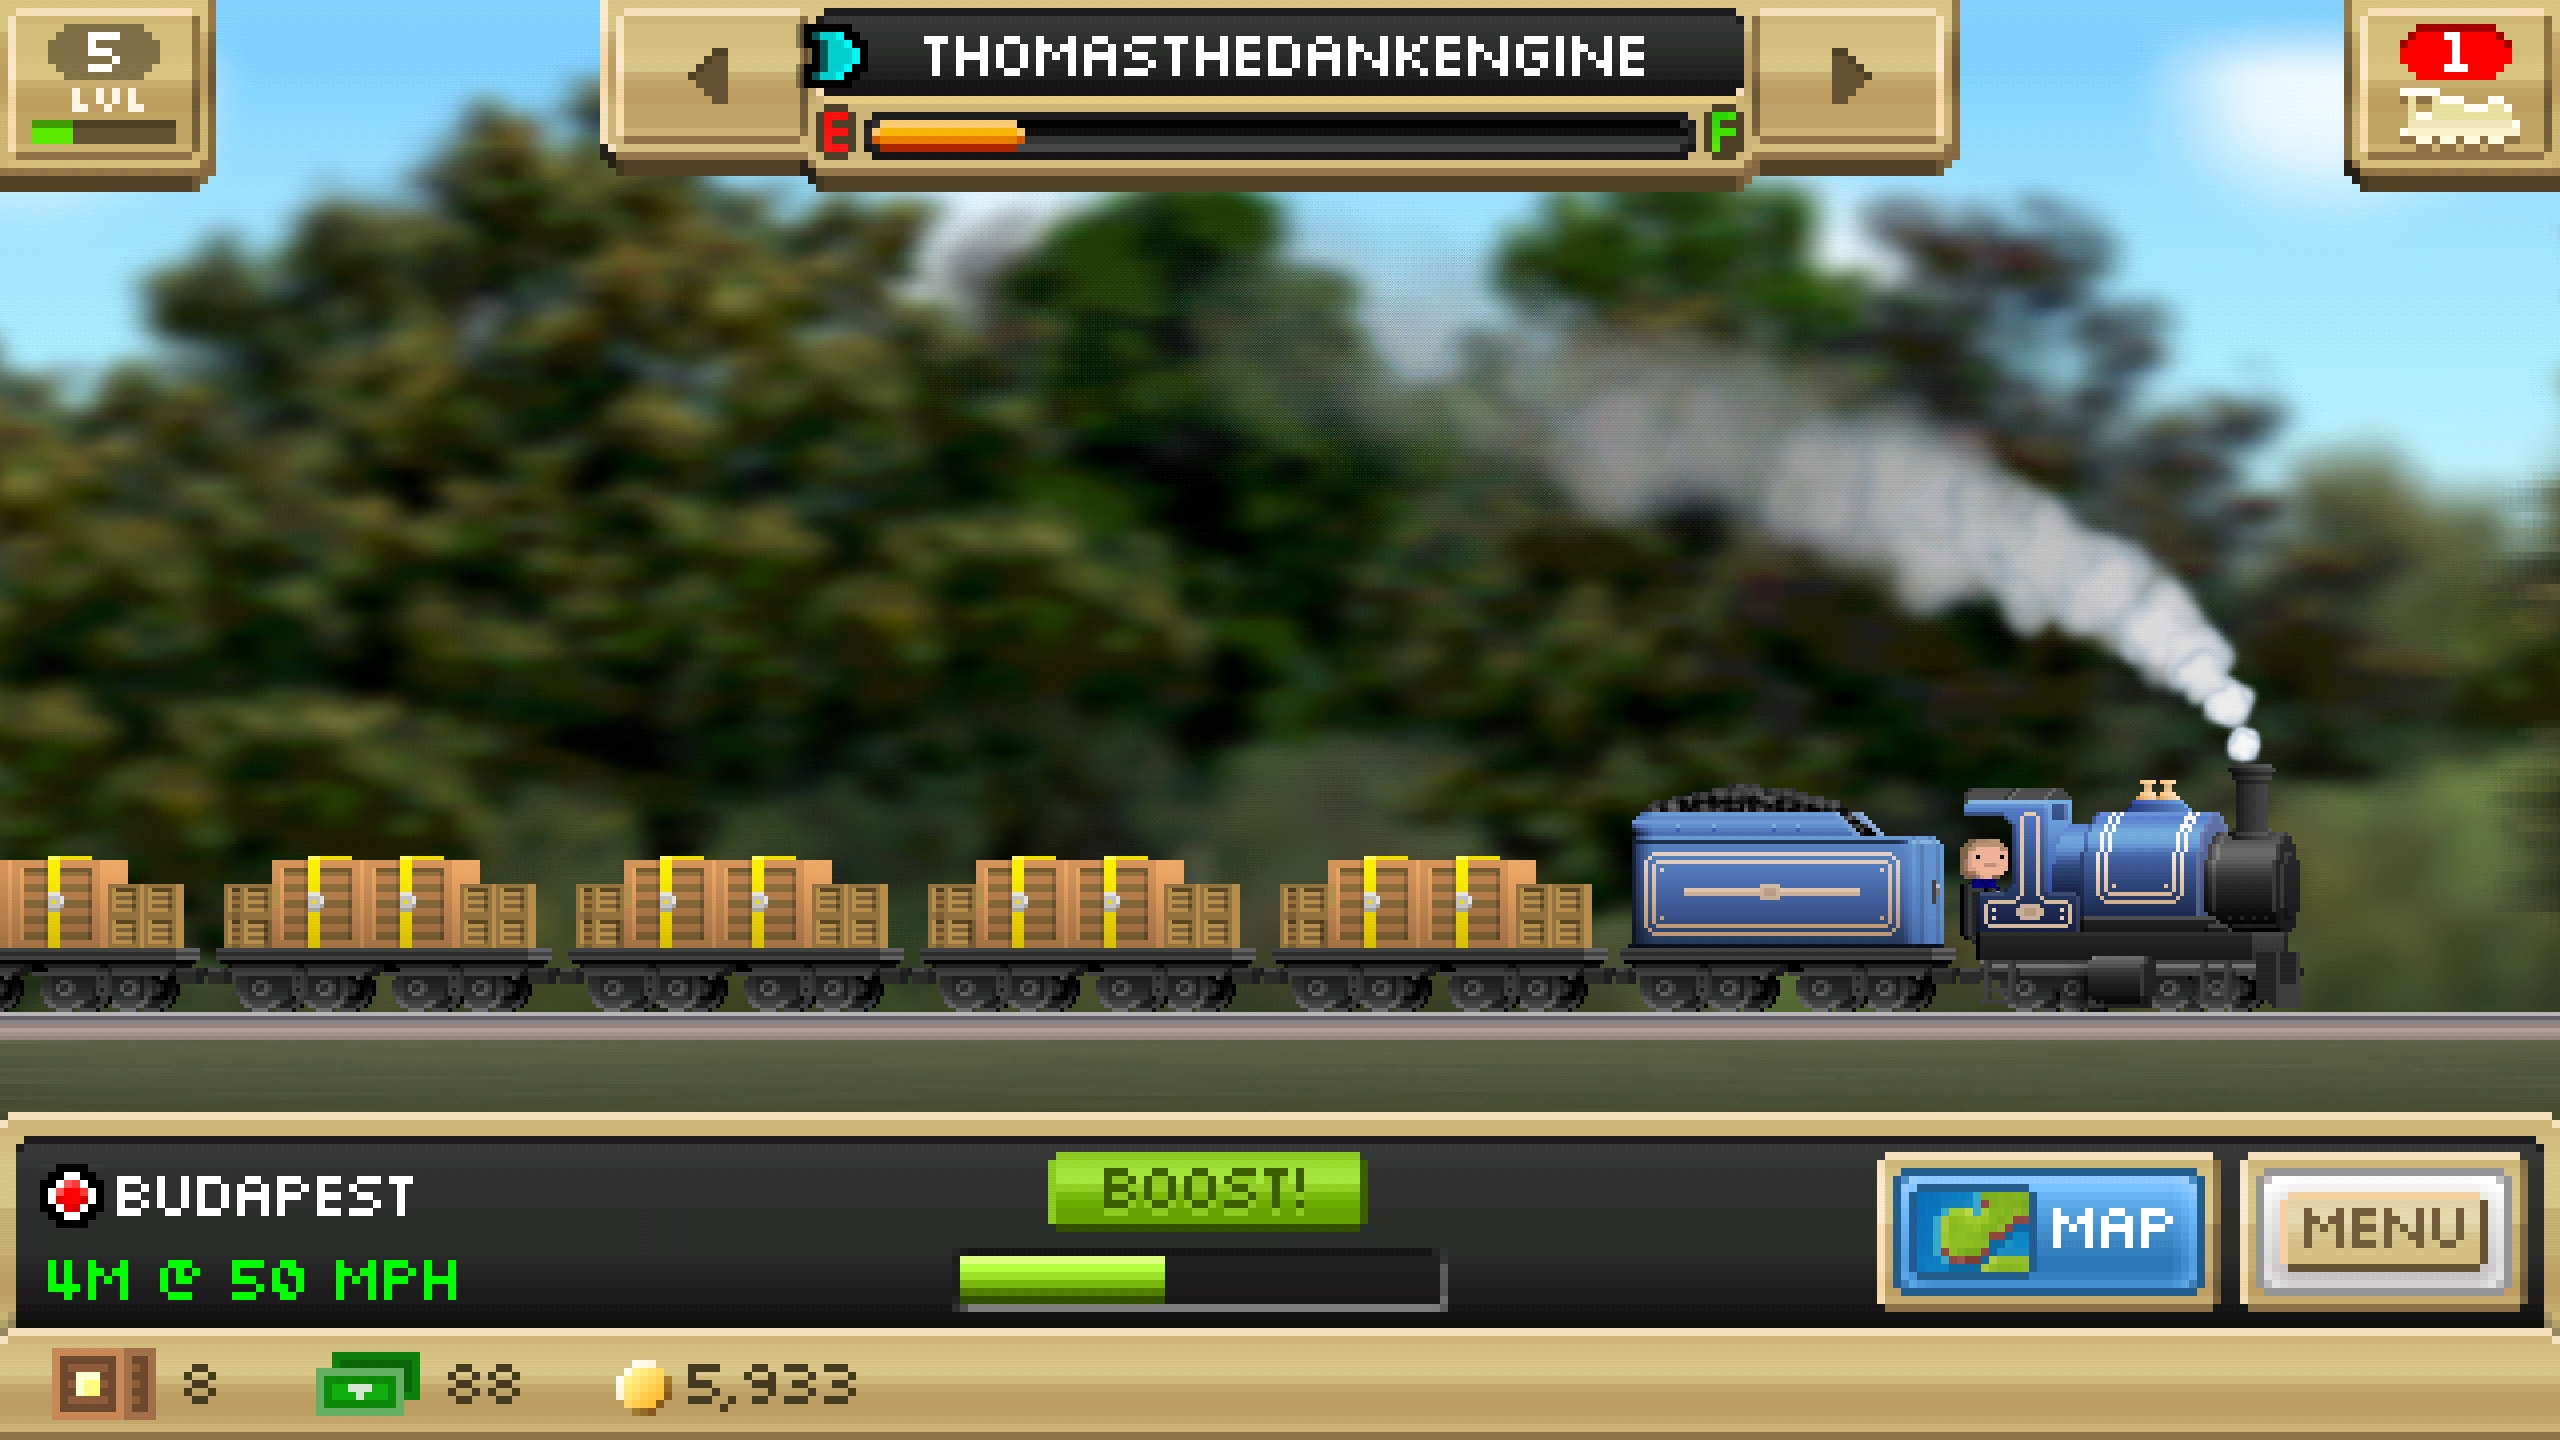 5
LVL
THOMASTHEDANKENGINE
E F
1
BUDAPEST
4M @ 50 MPH
BOOST!
MAP
MENU
8 88 5,933